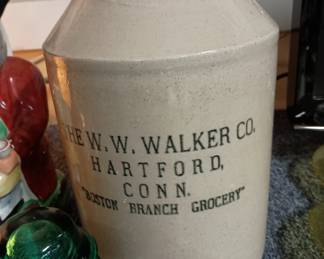 THE W.W. WALKER CO.
HARTFORD,
CONN.
"BOSTON BRANCH GROCERY"